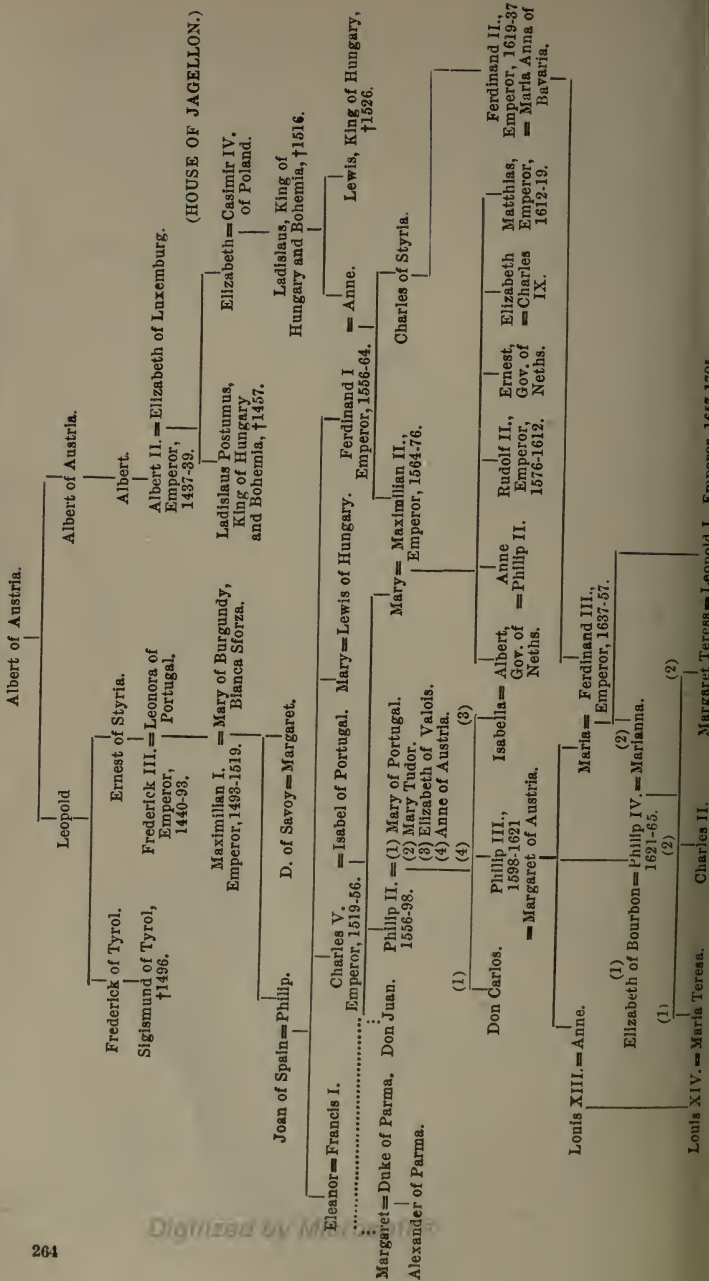 264
Albert of Austria.
Leopold
Albert of Austria.
Frederick of Tyrol.
Ernest of Styria.
Albert.
Sigismund of Tyrol,
†1496.
Frederick III. = Leonora of
Emperor, Portugal.
1440-93.
Albert II. = Elizabeth of Luxemburg.
Emperor,
1437-39.
(HOUSE OF JAGELLON.)
Maximilian I. = Mary of Burgundy,
Emperor, 1493-1519. Bianca Sforza.
Ladislaus Postumus,
King of Hungary
and Bohemia, †1457.
Elizabeth = Casimir IV.
of Poland.
Joan of Spain = Philip.
D. of Savoy = Margaret.
Ladislaus, King of
Hungary and Bohemia, †1516.
Eleanor = Francis I.
Charles V. = Isabel of Portugal.
Emperor, 1519-56.
Mary = Lewis of Hungary.
Ferdinand I = Anne.
Emperor, 1556-64.
Lewis, King of Hungary,
†1526.
Margaret = Duke of Parma.
Don Juan.
Philip II. = (1) Mary of Portugal.
1556-98. (2) Mary Tudor.
(3) Elizabeth of Valois.
(4) Anne of Austria.
Mary = Maximilian II.,
Emperor, 1564-76.
Charles of Styria.
Alexander of Parma.
(1) (4) (3)
Don Carlos.
Philip III.,
1598-1621
= Margaret of Austria.
Isabella = Albert,
Gov. of
Neths.
Anne
= Philip II.
Rudolf II.,
Emperor,
1576-1612.
Ernest,
Gov. of
Neths.
Elizabeth
= Charles
IX.
Matthias,
Emperor,
1612-19.
Ferdinand II.,
Emperor, 1619-37
= Maria Anna of
Bavaria.
Louis XIII. = Anne.
Maria = Ferdinand III.,
Emperor, 1637-57.
(1) (2)
Elizabeth of Bourbon = Philip IV. = Marianna.
1621-65.
(1) (2) (2)
Louis XIV. = Maria Teresa.
Charles II.
Margaret Teresa = Leopold I., Emperor,
Digitized by